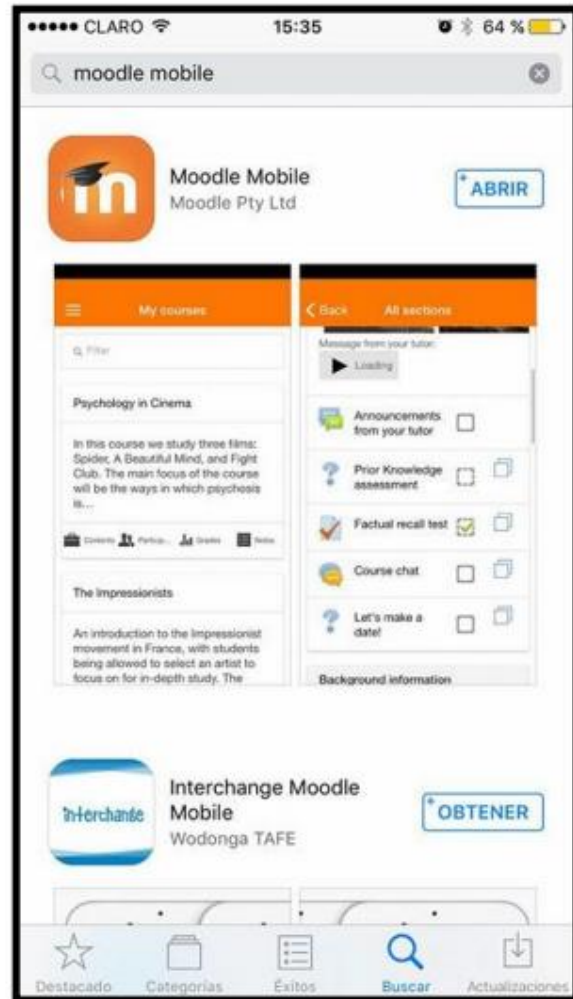 CLARO 15:35 64 %
moodle mobile
Moodle Mobile
Moodle Pty Ltd
ABRIR
My courses
Filter
Psychology in Cinema
In this course we study three films:
Spider, A Beautiful Mind, and Fight
Club. The main focus of the course
will be the ways in which psychosis
is...
Contents Particip... Grades Notes
The Impressionists
An introduction to the Impressionist
movement in France, with students
being allowed to select an artist to
focus on for in-depth study. The
Back All sections
Message from your tutor:
Loading
Announcements
from your tutor
Prior Knowledge
assessment
Factual recall test
Course chat
Let's make a
date!
Background information
interchange
Interchange Moodle
Mobile
Wodonga TAFE
OBTENER
Destacado Categorías Éxitos Buscar Actualizaciones